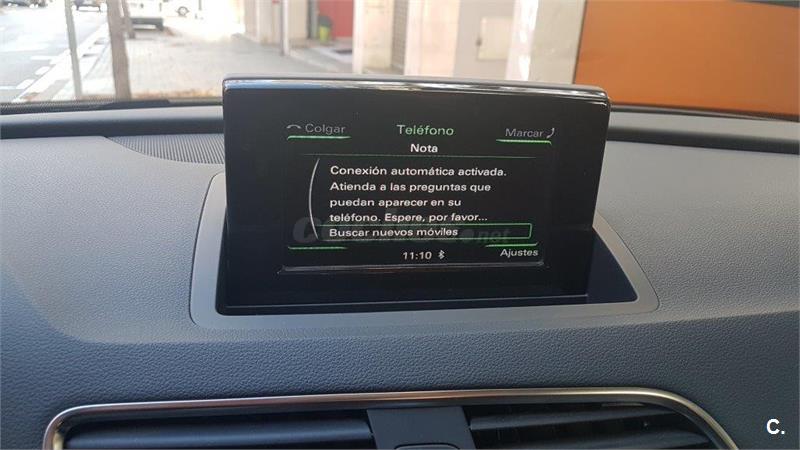 Colgar Teléfono Marcar
Nota
Conexión automática activada.
Atienda a las preguntas que
puedan aparecer en su
teléfono. Espere, por favor...
Buscar nuevos móviles
11:10 Ajustes
C.